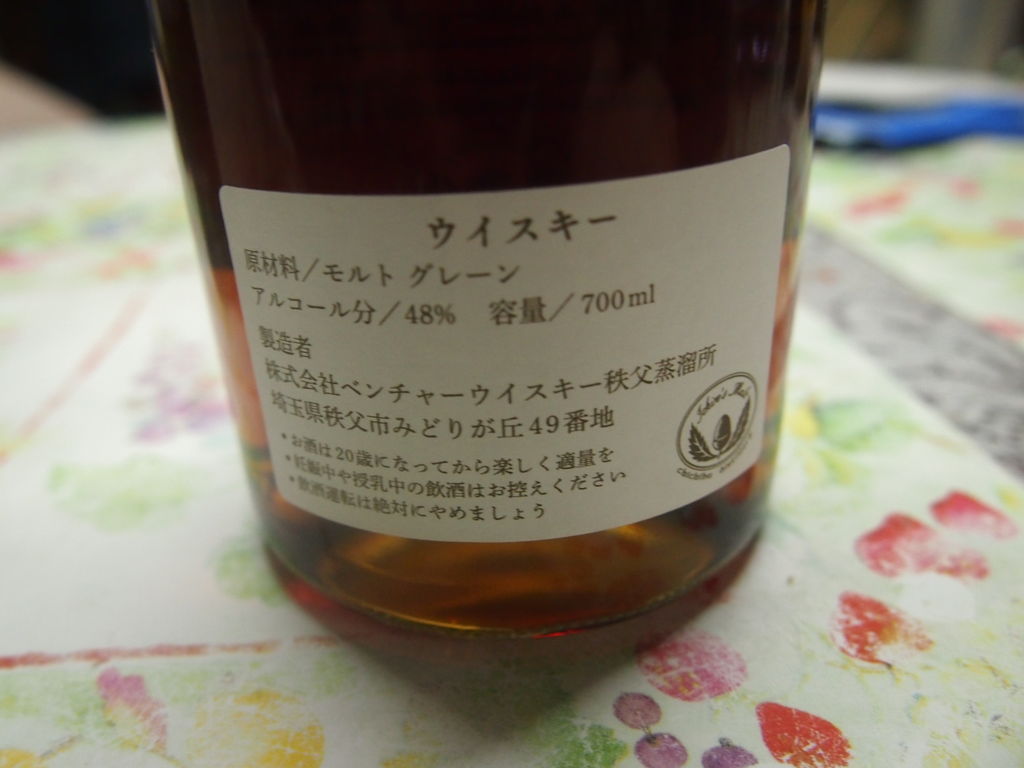 ウイスキー
原材料／モルト グレーン
アルコール分／48% 容量／700ml
製造者
株式会社ベンチャーウイスキー秩父蒸溜所
埼玉県秩父市みどりが丘49番地
・お酒は20歳になってから楽しく適量を
・妊娠中や授乳中の飲酒はお控えください
・飲酒運転は絶対にやめましょう
Ichiro's Malt
Chichibu